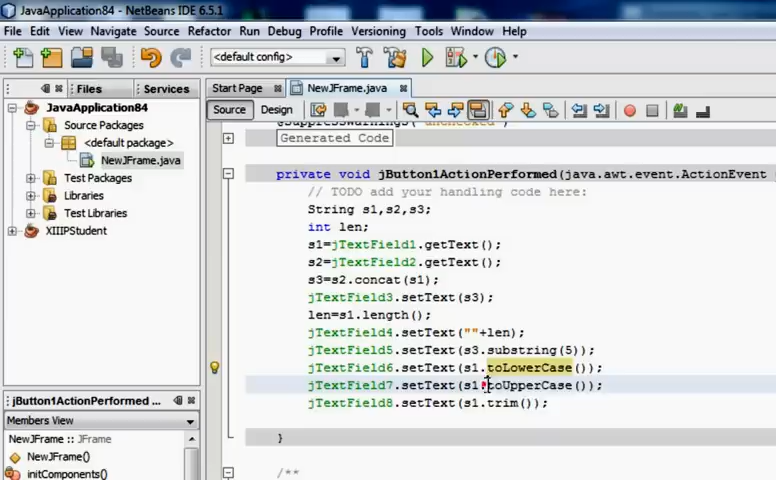 JavaApplication84 - NetBeans IDE 6.5.1
File Edit View Navigate Source Refactor Run Debug Profile Versioning Tools Window Help
<default config>
Files Services
Start Page NewJFrame.java
JavaApplication84
Source Packages
<default package>
NewJFrame.java
Test Packages
Libraries
Test Libraries
XIIIPStudent
Source Design
@SuppressWarnings("unchecked")
Generated Code
private void jButton1ActionPerformed(java.awt.event.ActionEvent
// TODO add your handling code here:
String s1,s2,s3;
int len;
s1=jTextField1.getText();
s2=jTextField2.getText();
s3=s2.concat(s1);
jTextField3.setText(s3);
len=s1.length();
jTextField4.setText(""+len);
jTextField5.setText(s3.substring(5));
jTextField6.setText(s1.toLowerCase());
jTextField7.setText(s1.toUpperCase());
jTextField8.setText(s1.trim());
}
/**
jButton1ActionPerformed
Members View
NewJFrame :: JFrame
NewJFrame()
initComponents()